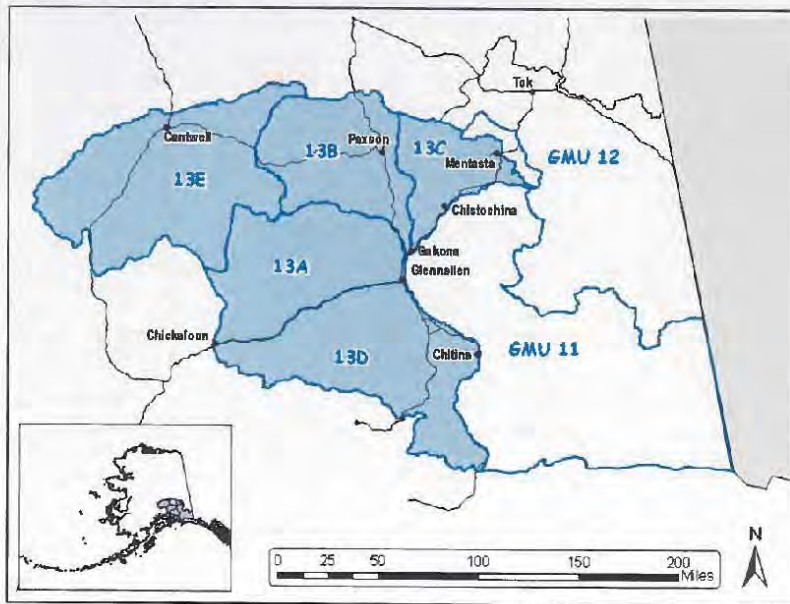 Tok
Cantwell
Paxson
13B
13C
Mentasta
GMU 12
13E
Chistochina
Gakona
13A
Glennallen
Chickaloon
13D
Chitina
GMU 11
N
0 25 50 100 150 200
Miles